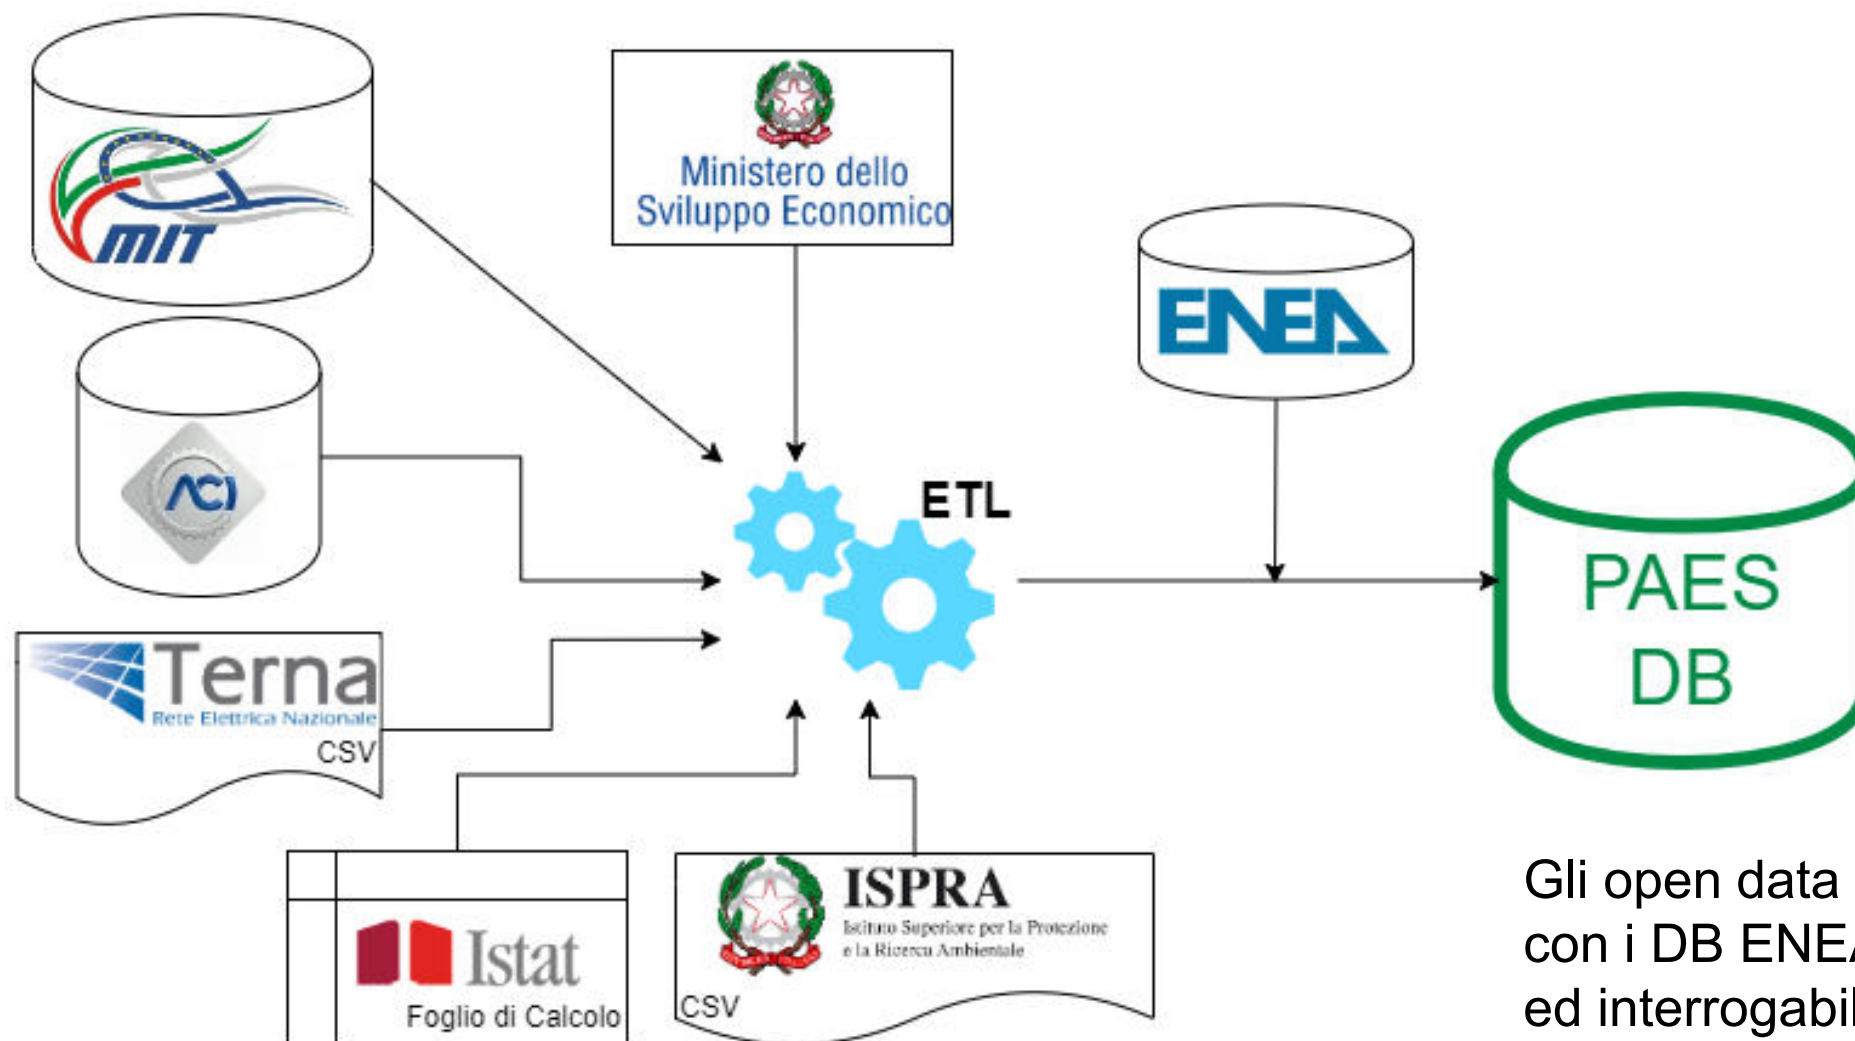 MIT
Ministero dello
Sviluppo Economico
ENEA
ACI
ETL
PAES
DB
Terna
Rete Elettrica Nazionale
CSV
Istat
Foglio di Calcolo
ISPRA
Istituto Superiore per la Protezione
e la Ricerca Ambientale
CSV
Gli open data
con i DB ENEA
ed interrogabil